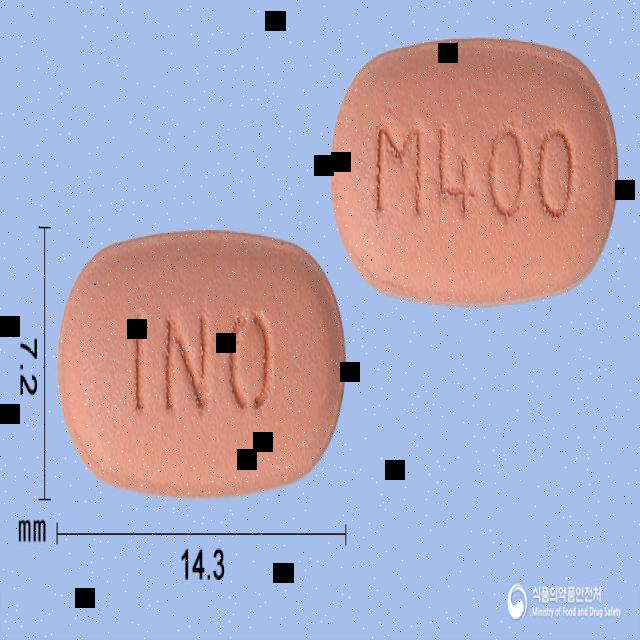 M400
INO
7.2
mm
14.3
식품의약품안전처
Ministry of Food and Drug Safety